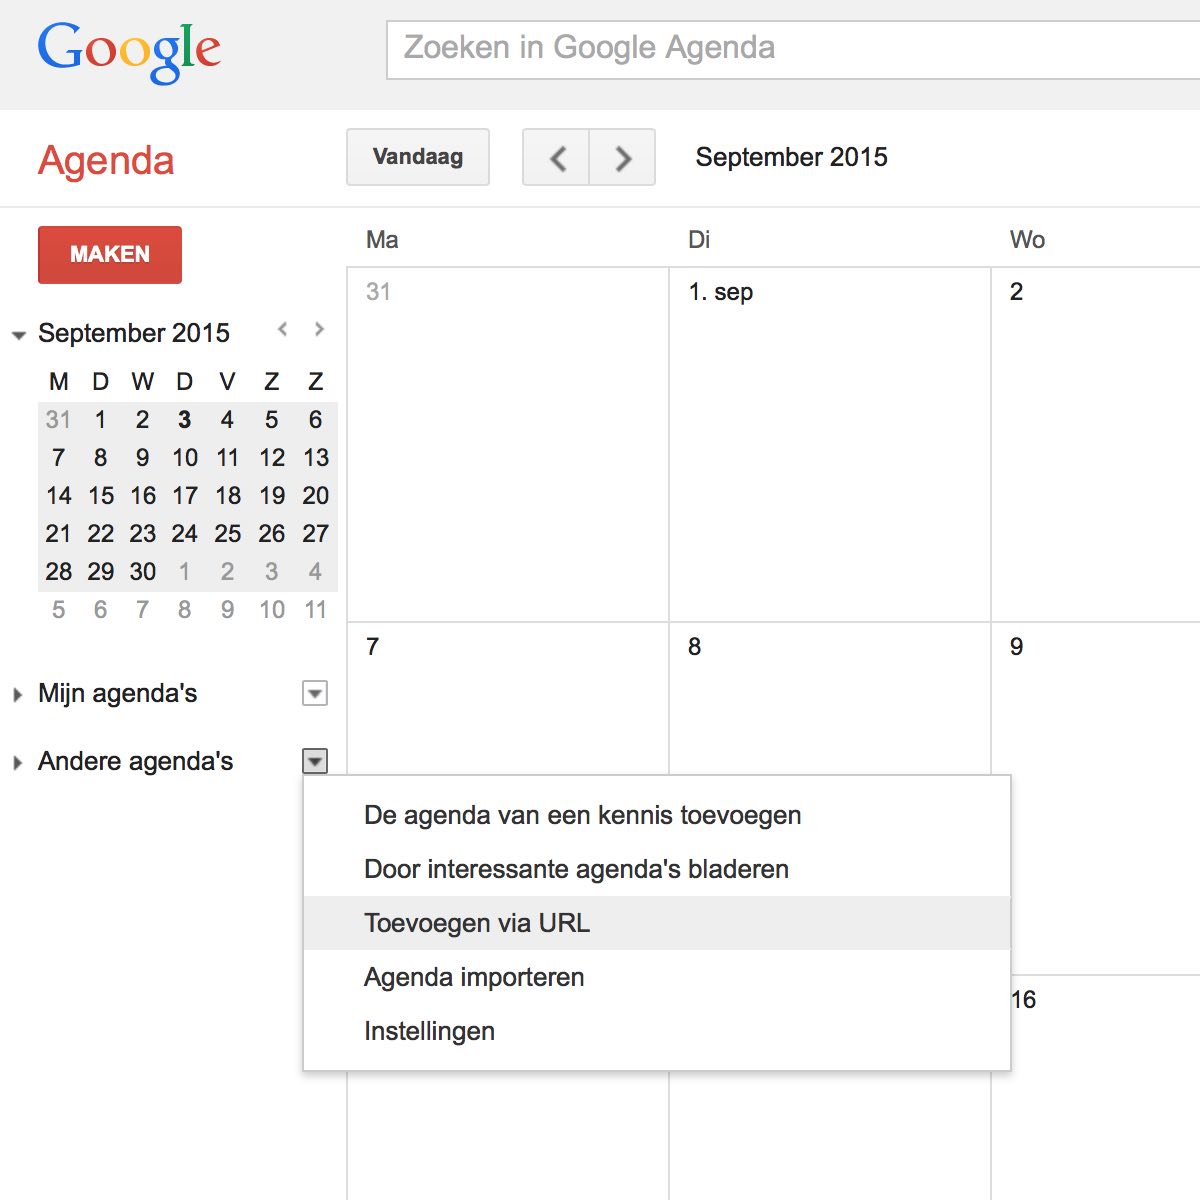 Google
Zoeken in Google Agenda
Agenda
Vandaag
September 2015
MAKEN
September 2015
M D W D V Z Z
31 1 2 3 4 5 6
7 8 9 10 11 12 13
14 15 16 17 18 19 20
21 22 23 24 25 26 27
28 29 30 1 2 3 4
5 6 7 8 9 10 11
Mijn agenda's
Andere agenda's
Ma Di Wo
31 1. sep 2
7 8 9
16
De agenda van een kennis toevoegen
Door interessante agenda's bladeren
Toevoegen via URL
Agenda importeren
Instellingen